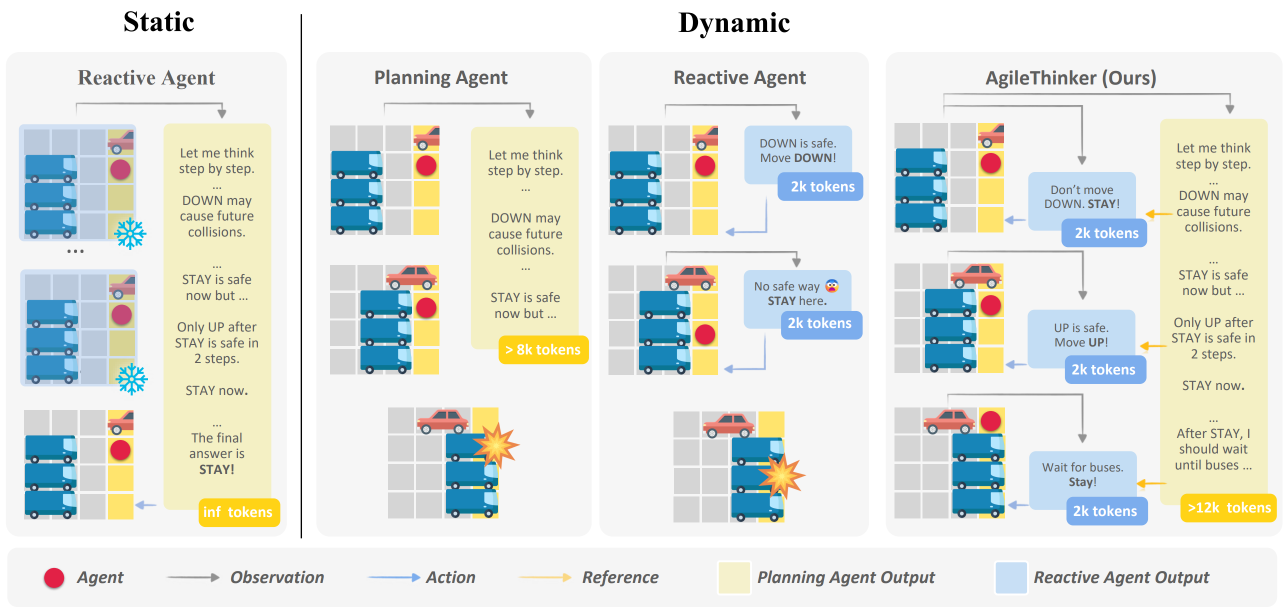 Static
Dynamic
Reactive Agent
Let me think
step by step.
...
DOWN may
cause future
collisions.
...
STAY is safe
now but ...
Only UP after
STAY is safe in
2 steps.
STAY now.
...
The final
answer is
STAY!
inf tokens
...
Planning Agent
Let me think
step by step.
...
DOWN may
cause future
collisions.
...
STAY is safe
now but ...
> 8k tokens
Reactive Agent
DOWN is safe.
Move DOWN!
2k tokens
No safe way 😨
STAY here.
2k tokens
AgileThinker (Ours)
Don't move
DOWN. STAY!
2k tokens
UP is safe.
Move UP!
2k tokens
Wait for buses.
Stay!
2k tokens
Let me think
step by step.
...
DOWN may
cause future
collisions.
...
STAY is safe
now but ...
Only UP after
STAY is safe in
2 steps.
STAY now.
...
After STAY, I
should wait
until buses ...
>12k tokens
Agent
Observation
Action
Reference
Planning Agent Output
Reactive Agent Output